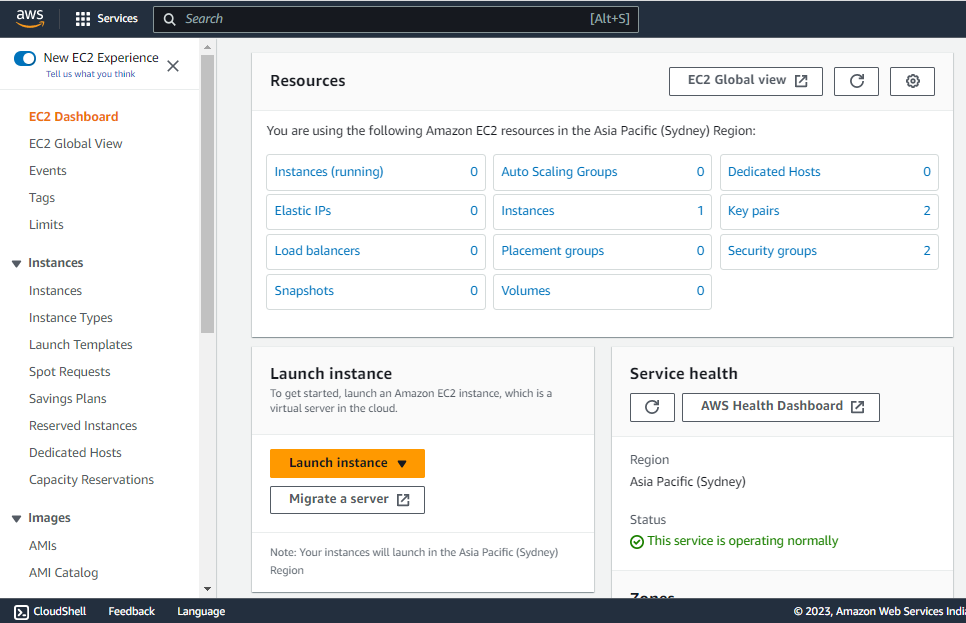 aws
Services
Search
[Alt+S]
New EC2 Experience
Tell us what you think
EC2 Dashboard
EC2 Global View
Events
Tags
Limits
Instances
Instances
Instance Types
Launch Templates
Spot Requests
Savings Plans
Reserved Instances
Dedicated Hosts
Capacity Reservations
Images
AMIs
AMI Catalog
Resources
EC2 Global view
You are using the following Amazon EC2 resources in the Asia Pacific (Sydney) Region:
Instances (running) 0
Auto Scaling Groups 0
Dedicated Hosts 0
Elastic IPs 0
Instances 1
Key pairs 2
Load balancers 0
Placement groups 0
Security groups 2
Snapshots 0
Volumes 0
Launch instance
To get started, launch an Amazon EC2 instance, which is a
virtual server in the cloud.
Launch instance
Migrate a server
Note: Your instances will launch in the Asia Pacific (Sydney)
Region
Service health
AWS Health Dashboard
Region
Asia Pacific (Sydney)
Status
This service is operating normally
Zones
CloudShell
Feedback
Language
© 2023, Amazon Web Services India